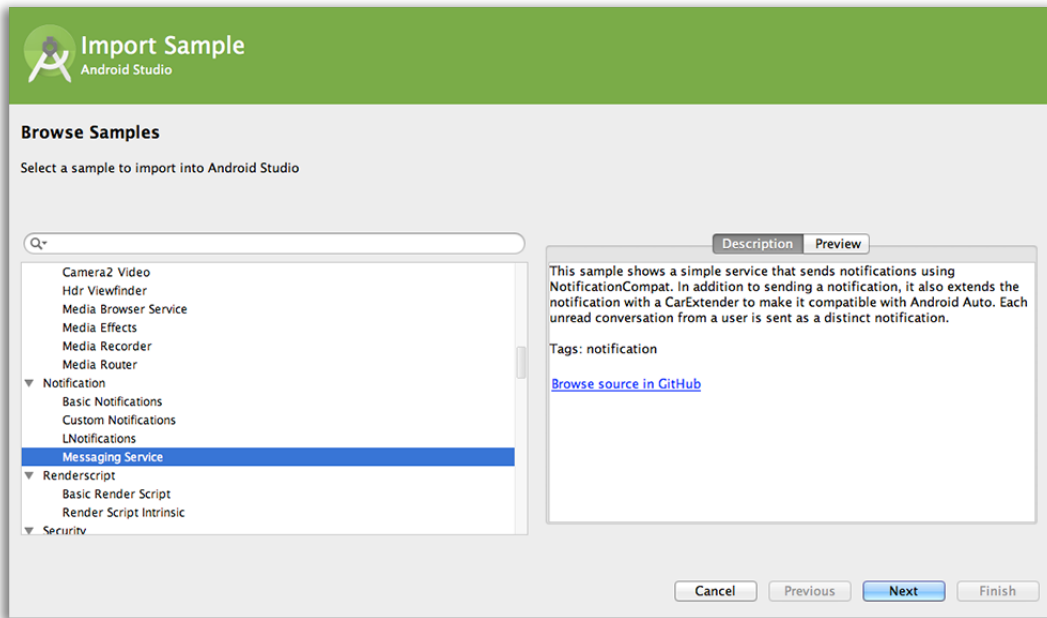 Import Sample
Android Studio
Browse Samples
Select a sample to import into Android Studio
Camera2 Video
Hdr Viewfinder
Media Browser Service
Media Effects
Media Recorder
Media Router
Notification
Basic Notifications
Custom Notifications
LNotifications
Messaging Service
Renderscript
Basic Render Script
Render Script Intrinsic
Security
Description Preview
This sample shows a simple service that sends notifications using
NotificationCompat. In addition to sending a notification, it also extends the
notification with a CarExtender to make it compatible with Android Auto. Each
unread conversation from a user is sent as a distinct notification.
Tags: notification
Browse source in GitHub
Cancel Previous Next Finish